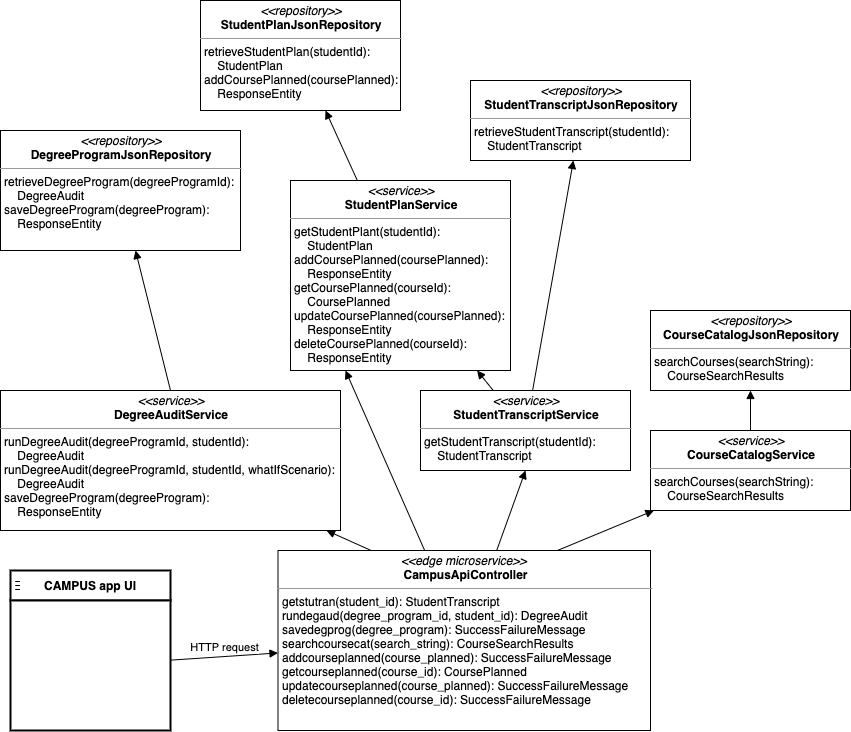 <<repository>>
StudentPlanJsonRepository
retrieveStudentPlan(studentId):
StudentPlan
addCoursePlanned(coursePlanned):
ResponseEntity
<<repository>>
StudentTranscriptJsonRepository
retrieveStudentTranscript(studentId):
StudentTranscript
<<repository>>
DegreeProgramJsonRepository
retrieveDegreeProgram(degreeProgramId):
DegreeAudit
saveDegreeProgram(degreeProgram):
ResponseEntity
<<service>>
StudentPlanService
getStudentPlant(studentId):
StudentPlan
addCoursePlanned(coursePlanned):
ResponseEntity
getCoursePlanned(courseId):
CoursePlanned
updateCoursePlanned(coursePlanned):
ResponseEntity
deleteCoursePlanned(courseId):
ResponseEntity
<<repository>>
CourseCatalogJsonRepository
searchCourses(searchString):
CourseSearchResults
<<service>>
DegreeAuditService
runDegreeAudit(degreeProgramId, studentId):
DegreeAudit
runDegreeAudit(degreeProgramId, studentId, whatIfScenario):
DegreeAudit
saveDegreeProgram(degreeProgram):
ResponseEntity
<<service>>
StudentTranscriptService
getStudentTranscript(studentId):
StudentTranscript
<<service>>
CourseCatalogService
searchCourses(searchString):
CourseSearchResults
CAMPUS app UI
HTTP request
<<edge microservice>>
CampusApiController
getstutran(student_id): StudentTranscript
rundegaud(degree_program_id, student_id): DegreeAudit
savedegprog(degree_program): SuccessFailureMessage
searchcoursecat(search_string): CourseSearchResults
addcourseplanned(course_planned): SuccessFailureMessage
getcourseplanned(course_id): CoursePlanned
updatecourseplanned(course_planned): SuccessFailureMessage
deletecourseplanned(course_id): SuccessFailureMessage